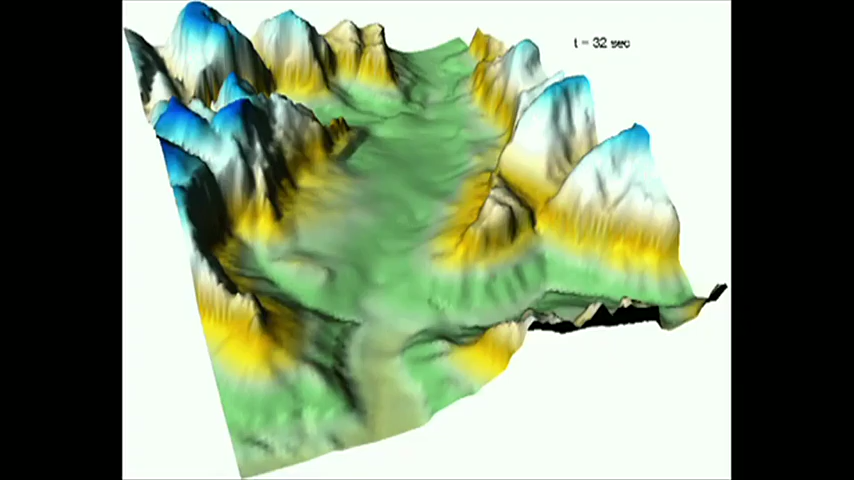 t = 32 sec